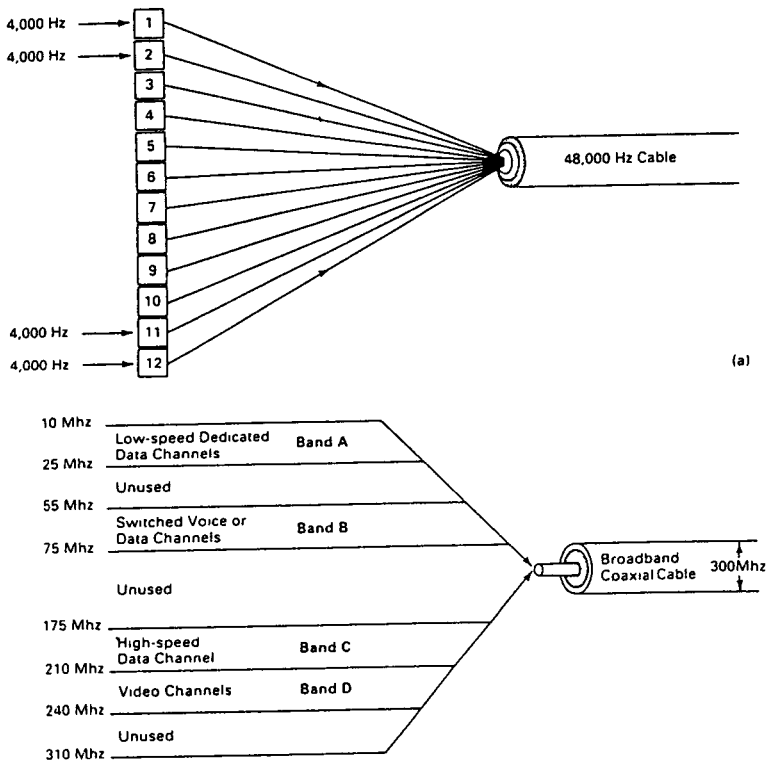 4,000 Hz
1
4,000 Hz
2
3
4
5
48,000 Hz Cable
6
7
8
9
10
4,000 Hz
11
4,000 Hz
12
(a)
10 Mhz
Low-speed Dedicated
Data Channels
Band A
25 Mhz
Unused
55 Mhz
Switched Voice or
Data Channels
Band B
75 Mhz
Broadband
Coaxial Cable
300Mhz
Unused
175 Mhz
High-speed
Data Channel
Band C
210 Mhz
Video Channels
Band D
240 Mhz
Unused
310 Mhz